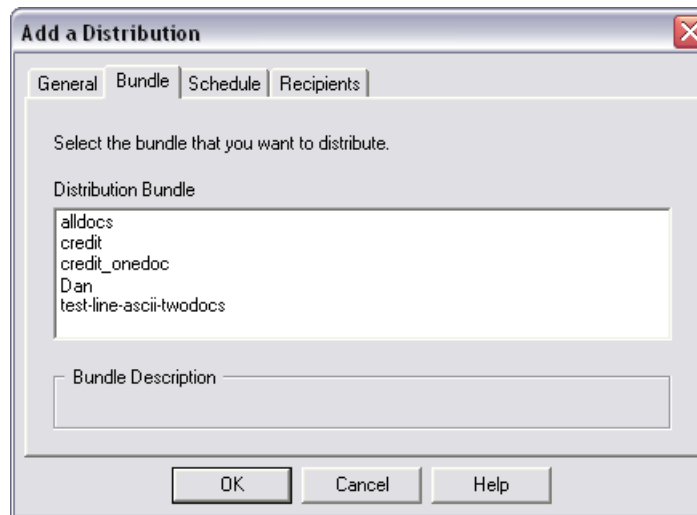 Add a Distribution
General Bundle Schedule Recipients
Select the bundle that you want to distribute.
Distribution Bundle
alldocs
credit
credit_onedoc
Dan
test-line-ascii-twodocs
Bundle Description
OK Cancel Help